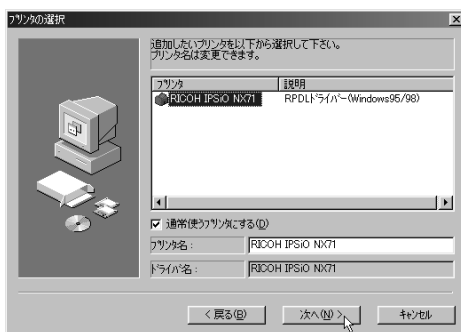 プリンタの選択
追加したいプリンタを以下から選択して下さい。
プリンタ名は変更できます。
プリンタ 説明
RICOH IPSiO NX71 RPDLドライバー(Windows95/98)
通常使うプリンタにする(D)
プリンタ名： RICOH IPSiO NX71
ドライバ名： RICOH IPSiO NX71
< 戻る(B) 次へ(N) > キャンセル